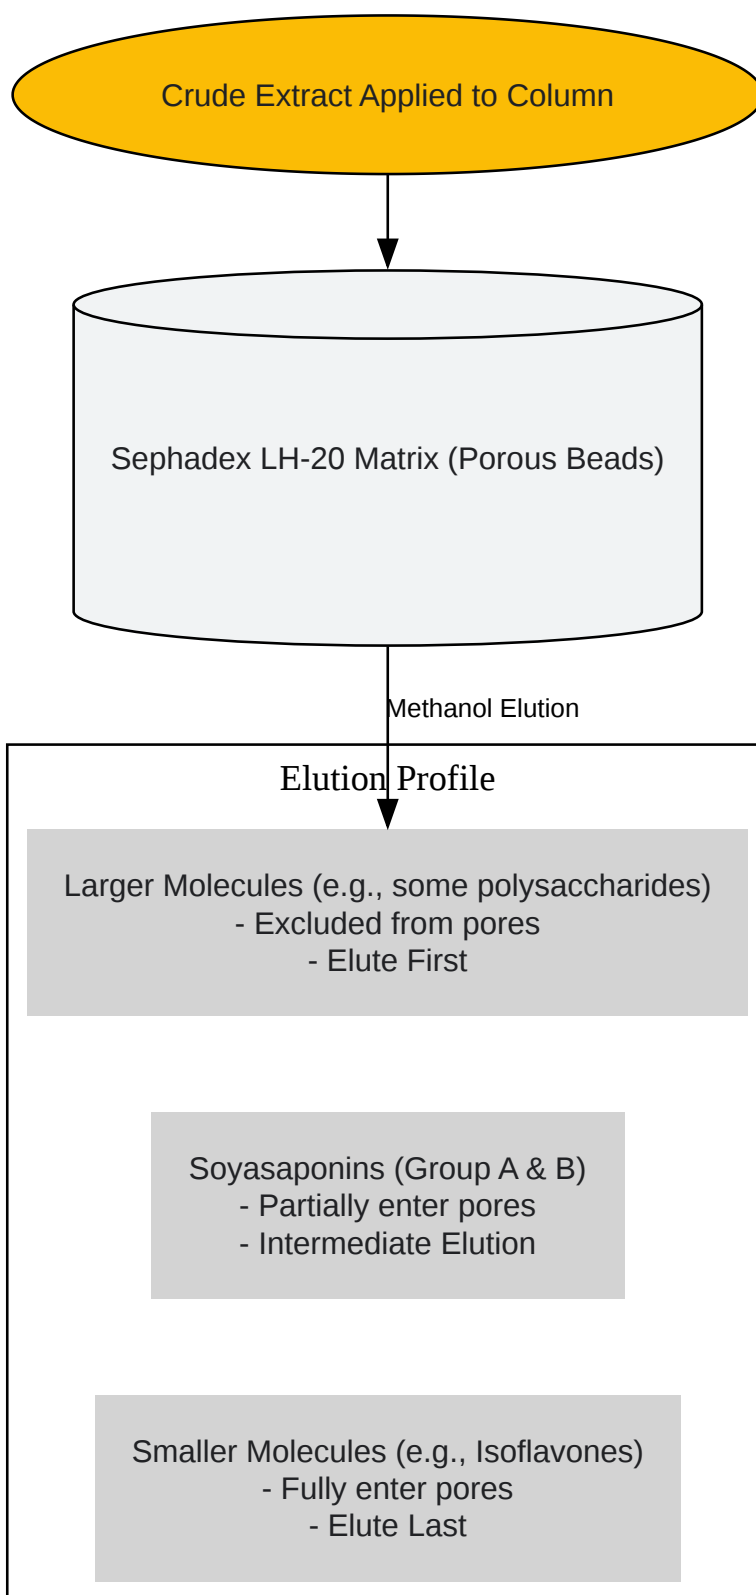 Crude Extract Applied to Column
Sephadex LH-20 Matrix (Porous Beads)
Methanol Elution
Elution Profile
Larger Molecules (e.g., some polysaccharides)
- Excluded from pores
- Elute First
Soyasaponins (Group A & B)
- Partially enter pores
- Intermediate Elution
Smaller Molecules (e.g., Isoflavones)
- Fully enter pores
- Elute Last